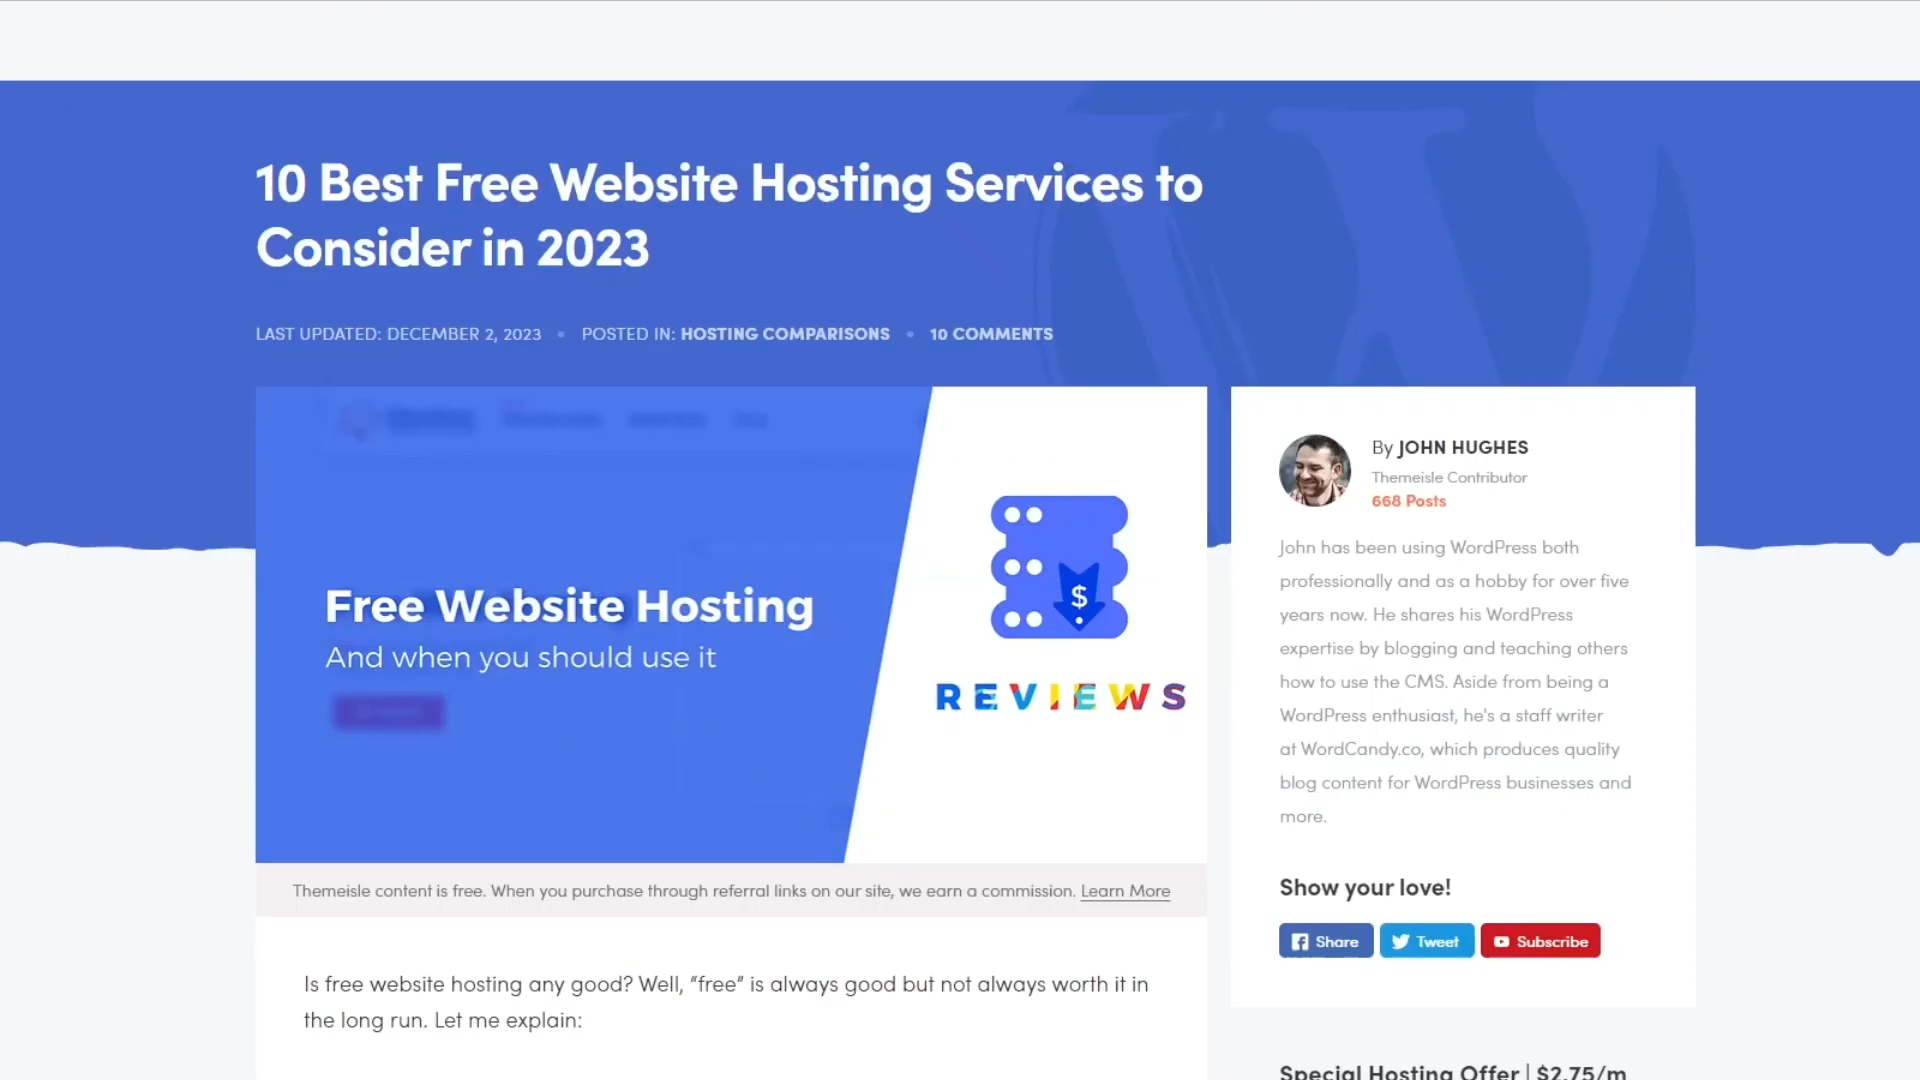 10 Best Free Website Hosting Services to
Consider in 2023
LAST UPDATED: DECEMBER 2, 2023 • POSTED IN: HOSTING COMPARISONS • 10 COMMENTS
Free Website Hosting
And when you should use it
$
REVIEWS
Themeisle content is free. When you purchase through referral links on our site, we earn a commission. Learn More
Is free website hosting any good? Well, “free” is always good but not always worth it in
the long run. Let me explain:
By JOHN HUGHES
Themeisle Contributor
668 Posts
John has been using WordPress both
professionally and as a hobby for over five
years now. He shares his WordPress
expertise by blogging and teaching others
how to use the CMS. Aside from being a
WordPress enthusiast, he's a staff writer
at WordCandy.co, which produces quality
blog content for WordPress businesses and
more.
Show your love!
Share Tweet Subscribe
Special Hosting Offer | $2.75/m